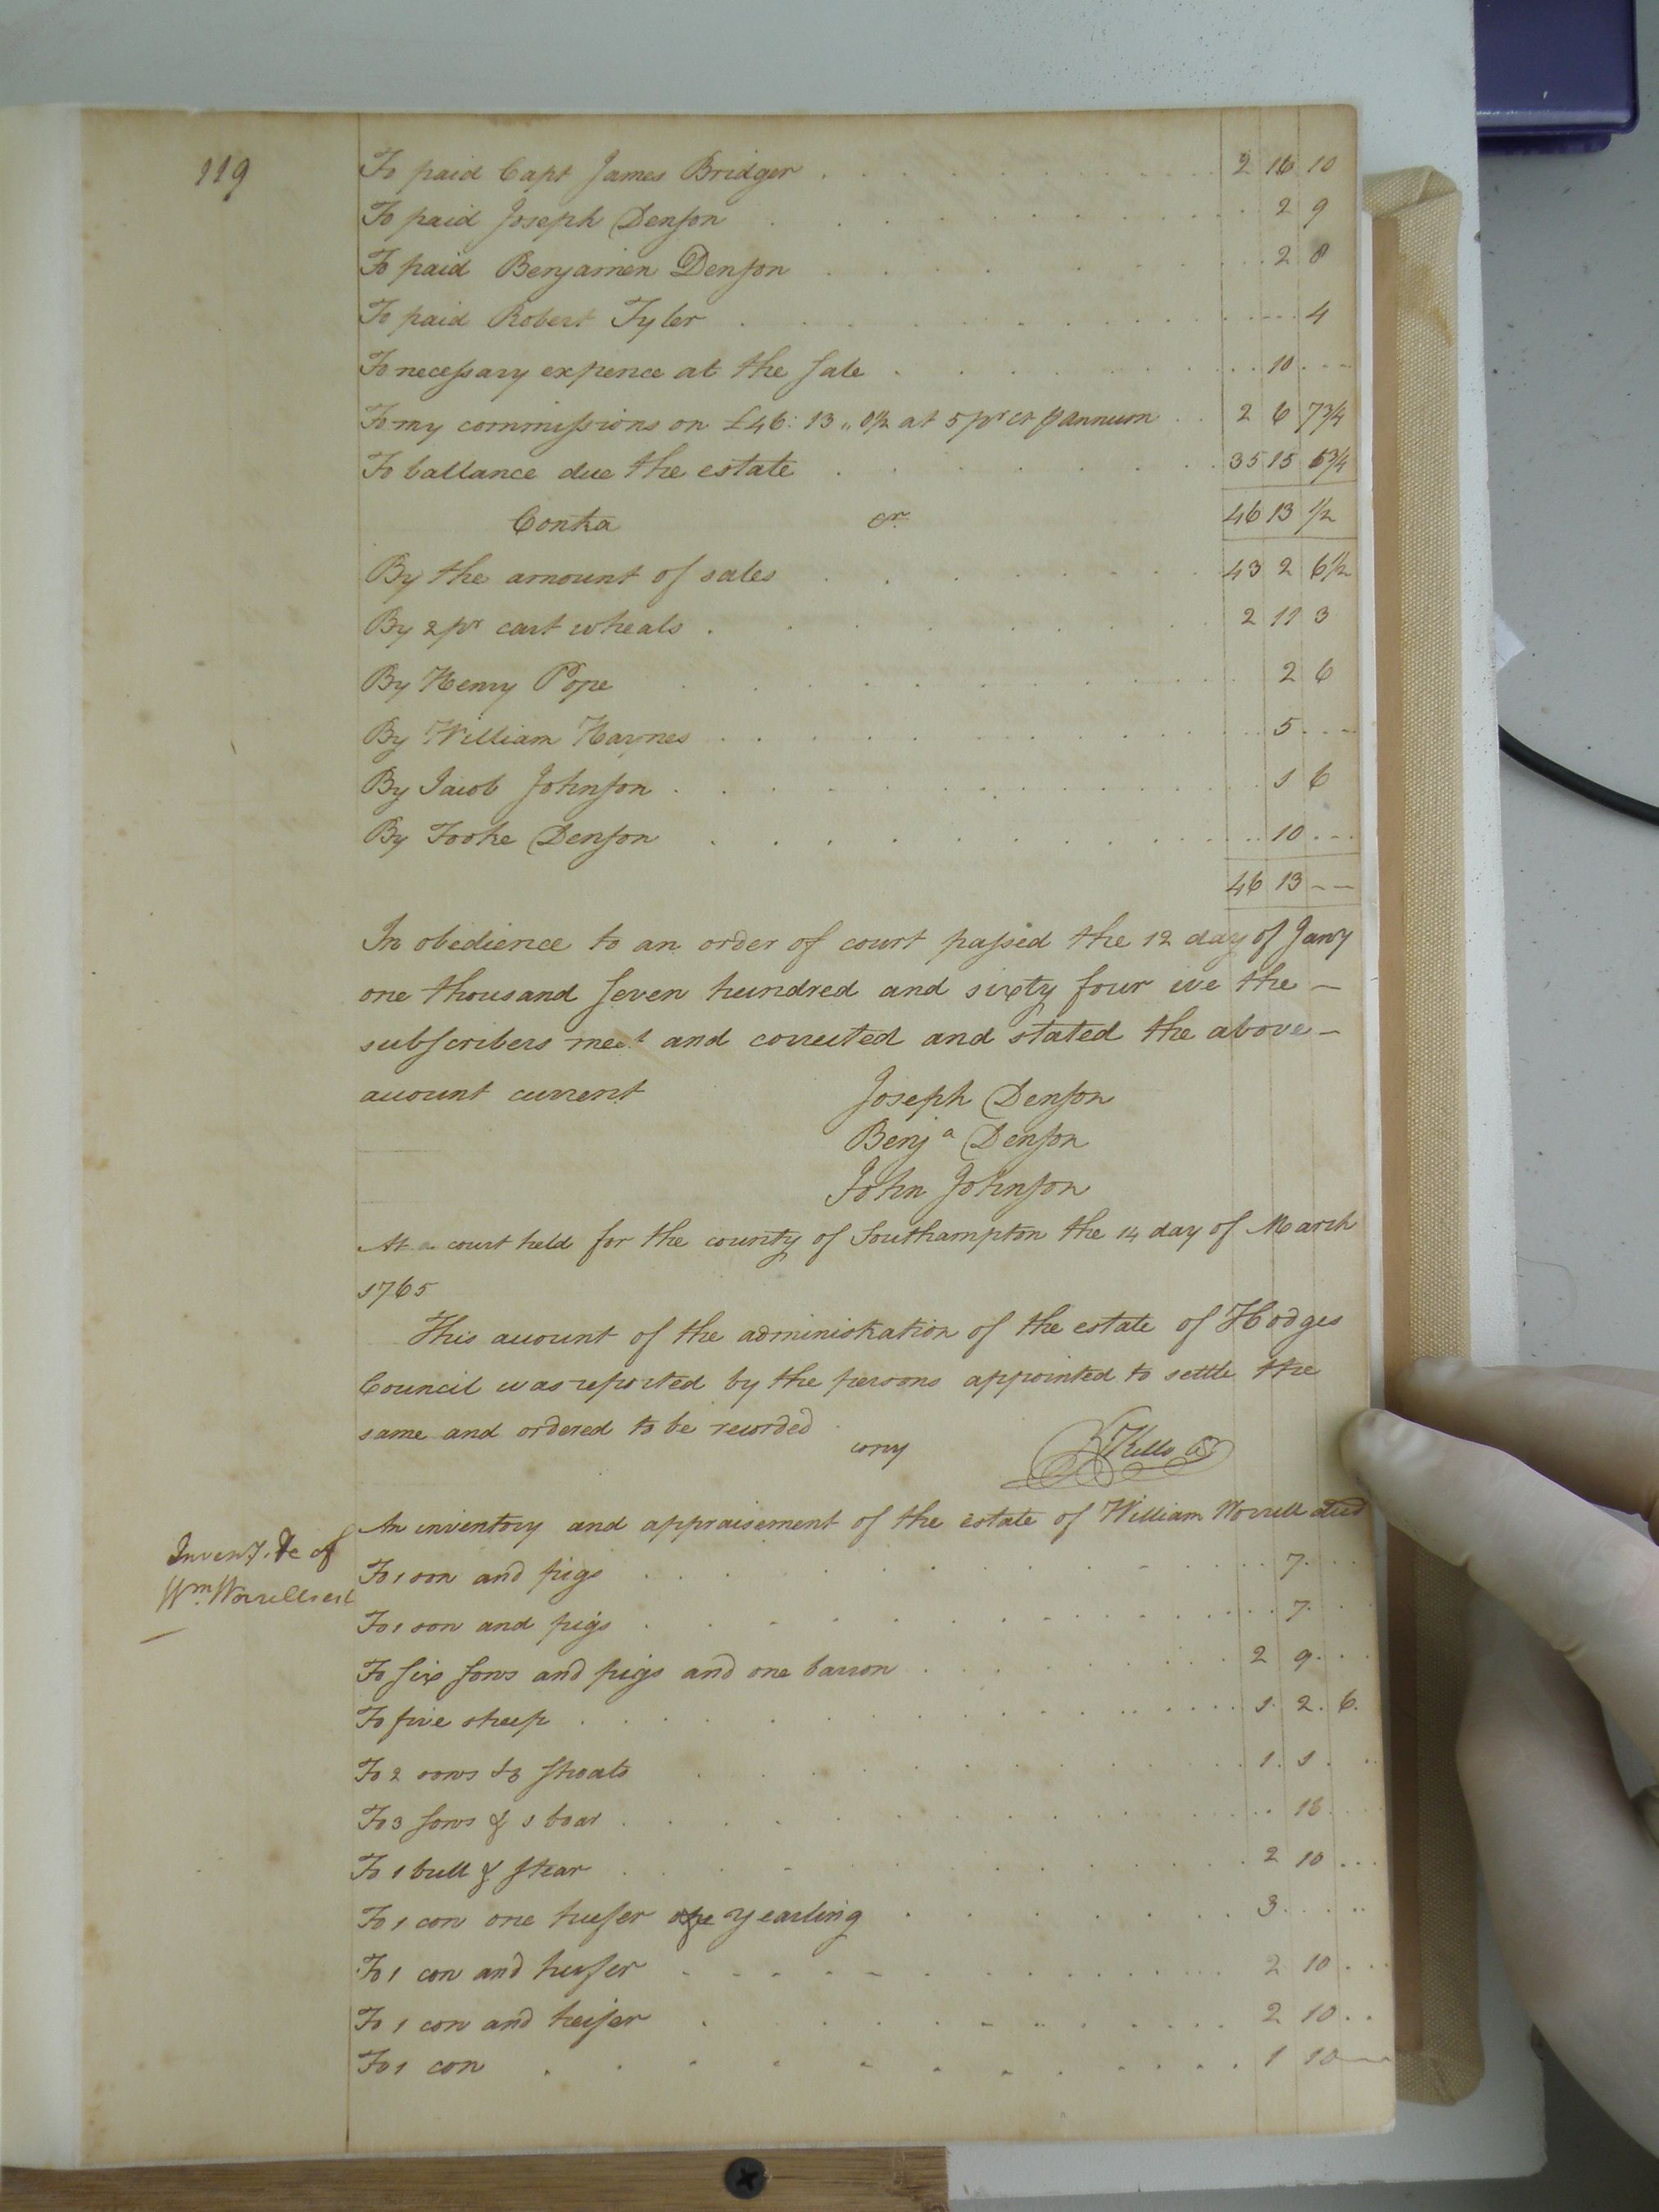 119
To paid Capt James Bridger . . . 2 16 10
To paid Joseph Denson . . . 2 9
To paid Benjamen Denson . . . 2 8
To paid Robert Tyler . . . 4
To necessary expence at the sale . . . 10
To my commissions on £46: 13 ,, 0½ at 5 pr ct p annum . . 2 6 7¾
To ballance due the estate . . . 35 15 5¾
Contra cr
46 13 ½
By the amount of sales . . . 43 2 6½
By 2 pr cart wheals . . . 2 11 3
By Henry Pope . . . 2 6
By William Haynes . . . 5
By Jacob Johnson . . . 1 6
By Tooke Denson . . . 10
46 13 --
In obedience to an order of court passed the 12 day of Jany
one thousand seven hundred and sixty four we the –
subscribers meet and corrected and stated the above –
account current
Joseph Denson
Benja Denson
John Johnson
At a court held for the county of Southampton the 14 day of March
1765
This account of the administration of the estate of Hodges
Council was reported by the persons appointed to settle the
same and ordered to be recorded
copy
Kello
An inventory and appraisement of the estate of William Worrell decd
Invent. &c of
Wm. Worrells est
To 1 sow and pigs . . . 7
To 1 sow and pigs . . . 7
To six sows and pigs and one barrow . . . 2 9
To five sheep . . . 1 2 6
To 2 sows & 3 shoats . . . 1 1
To 3 sows & 1 boar . . . 18
To 1 bull & stear . . . 2 10
To 1 cow one heifer one yearling . . . 3
To 1 cow and heifer . . . 2 10
To 1 cow and heifer . . . 2 10
To 1 cow . . . 1 10